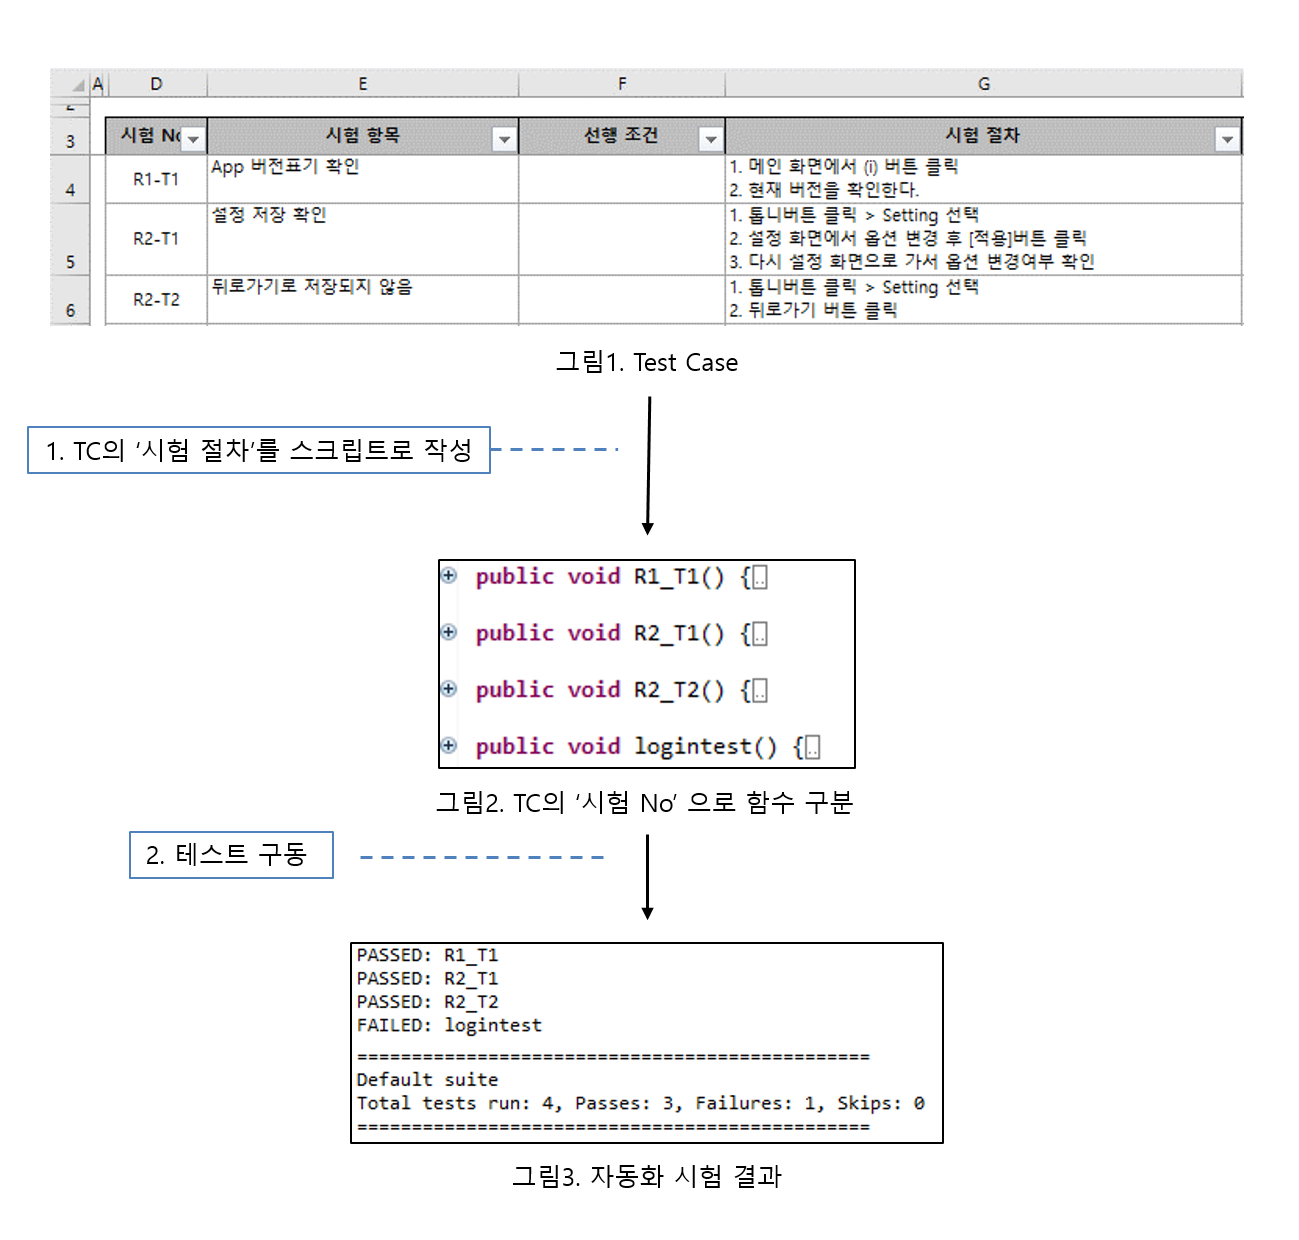 A D E F G
3 시험 No 시험 항목 선행 조건 시험 절차
4 R1-T1 App 버전표기 확인 1. 메인 화면에서 (i) 버튼 클릭
2. 현재 버전을 확인한다.
5 R2-T1 설정 저장 확인 1. 톱니버튼 클릭 > Setting 선택
2. 설정 화면에서 옵션 변경 후 [적용]버튼 클릭
3. 다시 설정 화면으로 가서 옵션 변경여부 확인
6 R2-T2 뒤로가기로 저장되지 않음 1. 톱니버튼 클릭 > Setting 선택
2. 뒤로가기 버튼 클릭
그림1. Test Case
1. TC의 ‘시험 절차’를 스크립트로 작성
public void R1_T1() {..
public void R2_T1() {..
public void R2_T2() {..
public void logintest() {..
그림2. TC의 ‘시험 No’ 으로 함수 구분
2. 테스트 구동
PASSED: R1_T1
PASSED: R2_T1
PASSED: R2_T2
FAILED: logintest
===============================================
Default suite
Total tests run: 4, Passes: 3, Failures: 1, Skips: 0
===============================================
그림3. 자동화 시험 결과